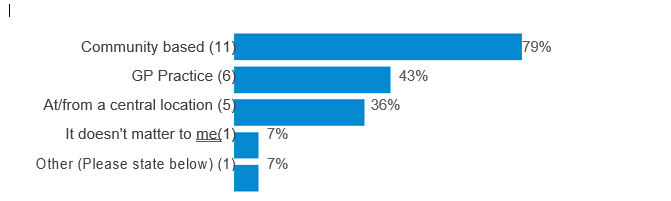 Community based (11) 79%
GP Practice (6) 43%
At/from a central location (5) 36%
It doesn't matter to me(1) 7%
Other (Please state below) (1) 7%